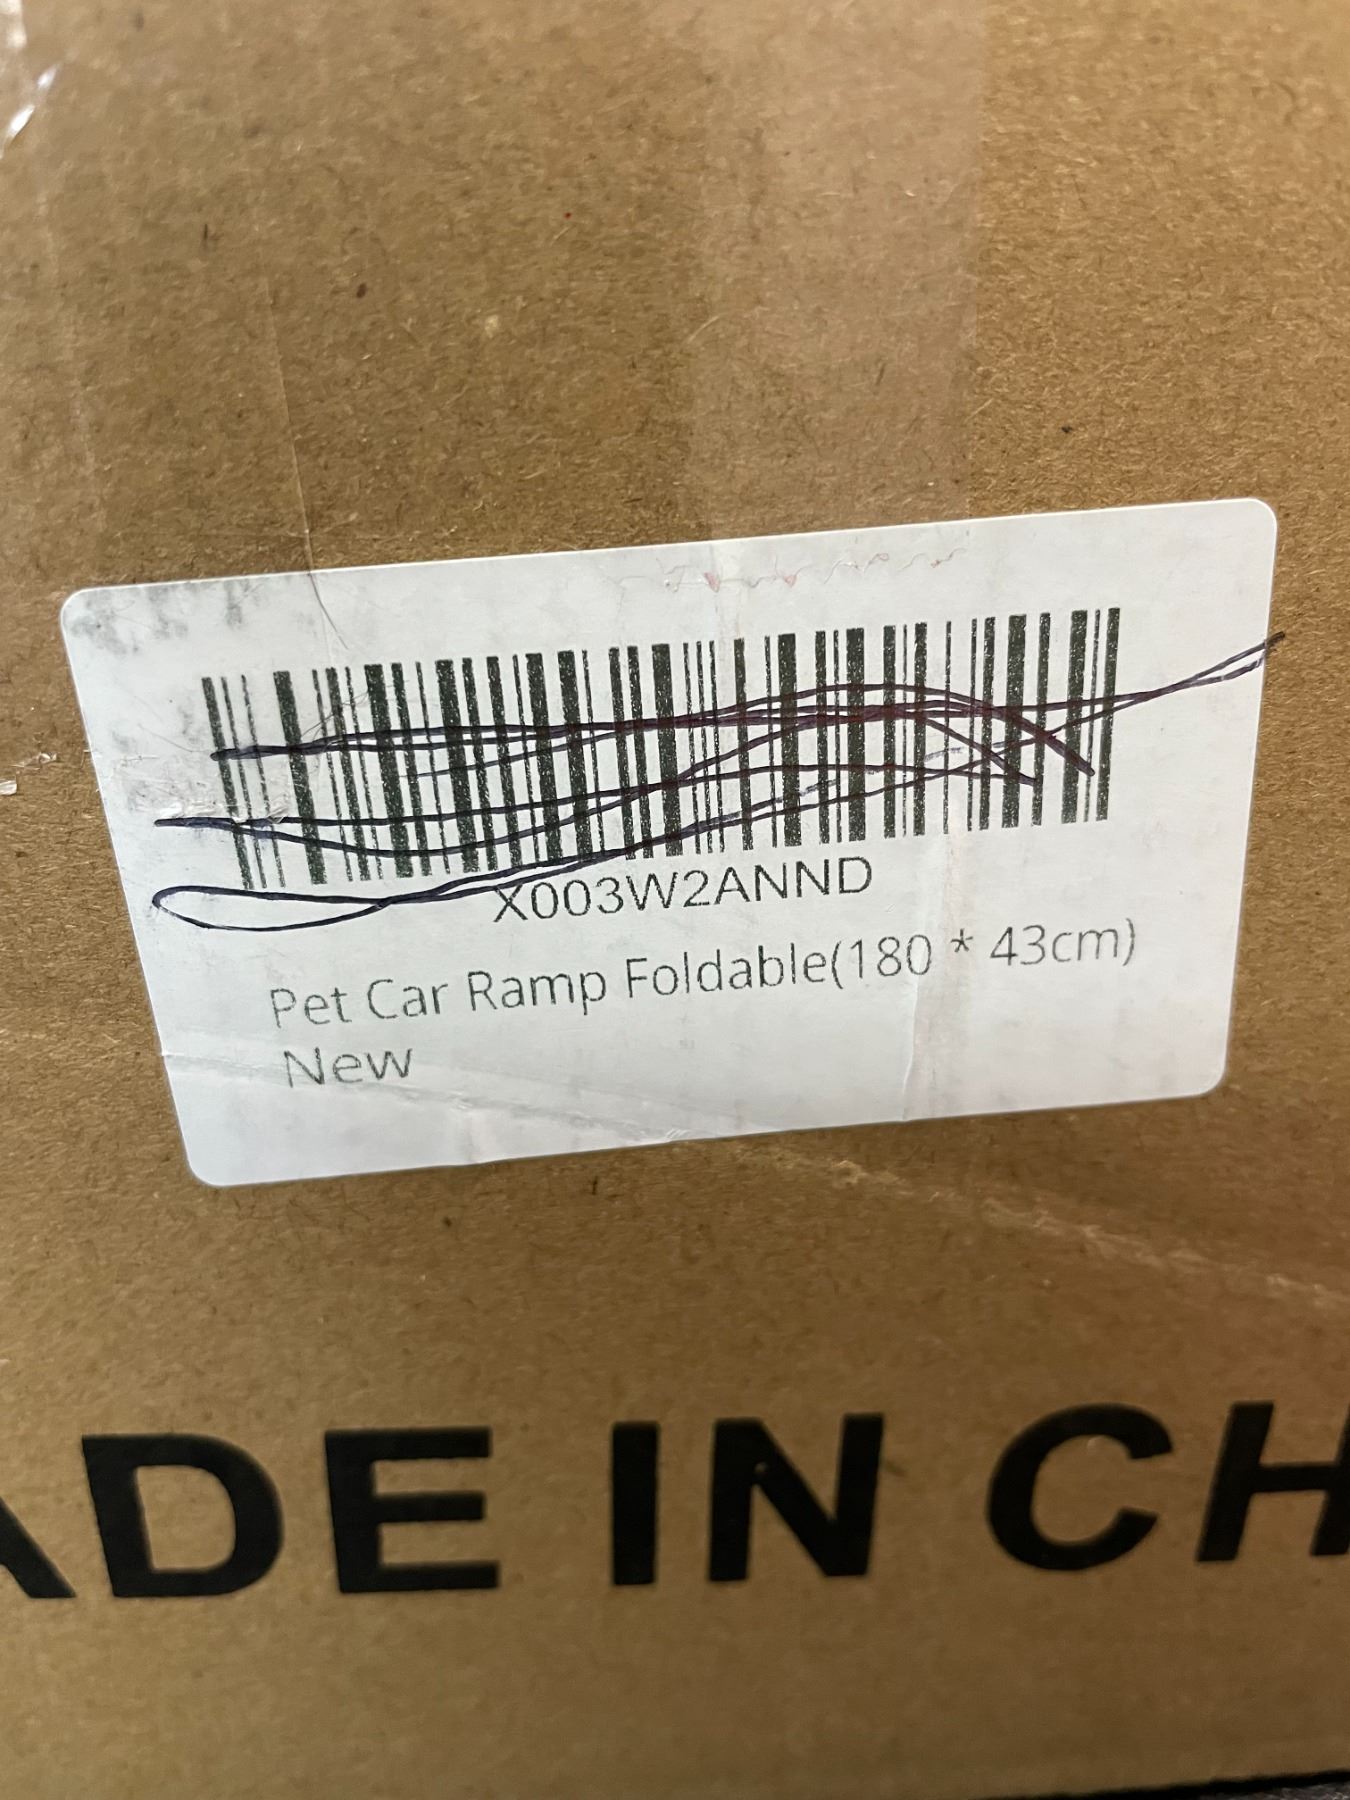 X003W2ANND
Pet Car Ramp Foldable(180 * 43cm)
New
ADE IN CH